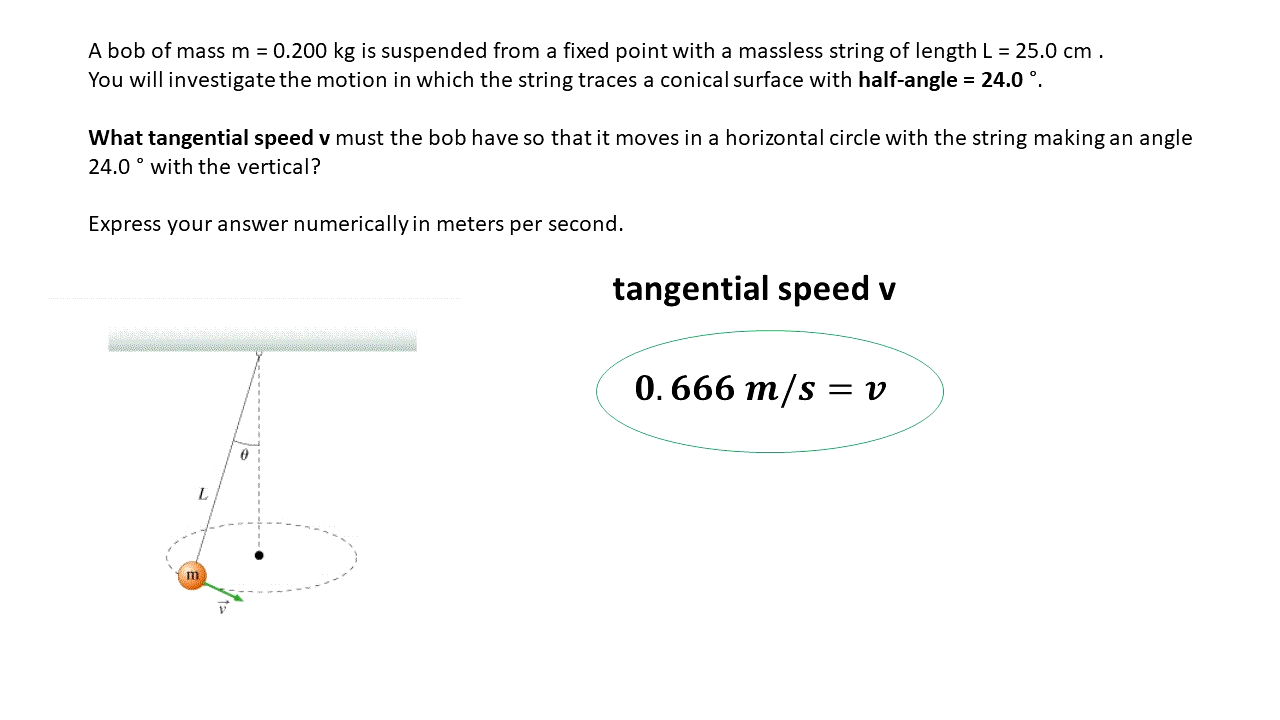 A bob of mass m = 0.200 kg is suspended from a fixed point with a massless string of length L = 25.0 cm .
You will investigate the motion in which the string traces a conical surface with half-angle = 24.0 °.
What tangential speed v must the bob have so that it moves in a horizontal circle with the string making an angle
24.0 ° with the vertical?
Express your answer numerically in meters per second.
tangential speed v
0.666 m/s = v
θ
L
m
v⃗